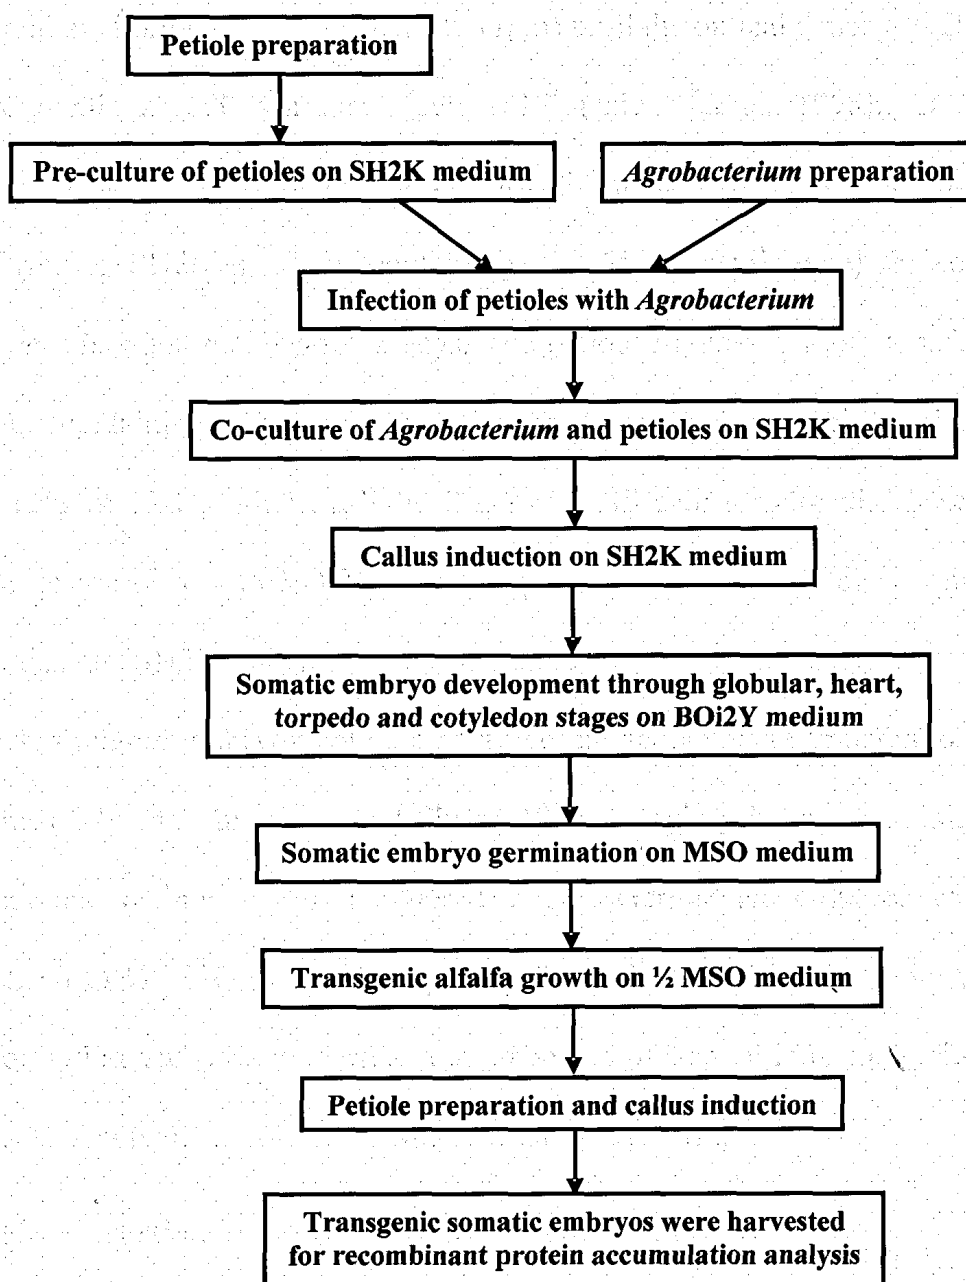 Petiole preparation
Pre-culture of petioles on SH2K medium
Agrobacterium preparation
Infection of petioles with Agrobacterium
Co-culture of Agrobacterium and petioles on SH2K medium
Callus induction on SH2K medium
Somatic embryo development through globular, heart,
torpedo and cotyledon stages on BOi2Y medium
Somatic embryo germination on MSO medium
Transgenic alfalfa growth on ½ MSO medium
Petiole preparation and callus induction
Transgenic somatic embryos were harvested
for recombinant protein accumulation analysis